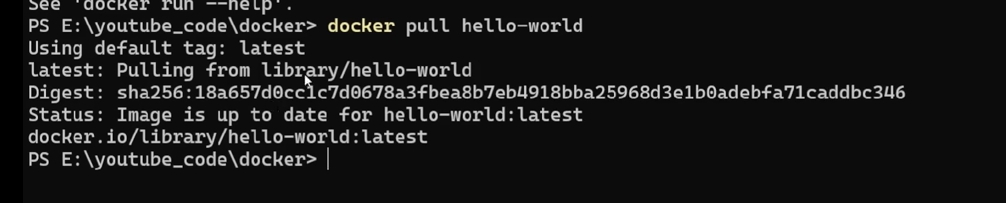 See 'docker run --help'.
PS E:\youtube_code\docker> docker pull hello-world
Using default tag: latest
latest: Pulling from library/hello-world
Digest: sha256:18a657d0cc1c7d0678a3fbea8b7eb4918bba25968d3e1b0adebfa71caddbc346
Status: Image is up to date for hello-world:latest
docker.io/library/hello-world:latest
PS E:\youtube_code\docker>